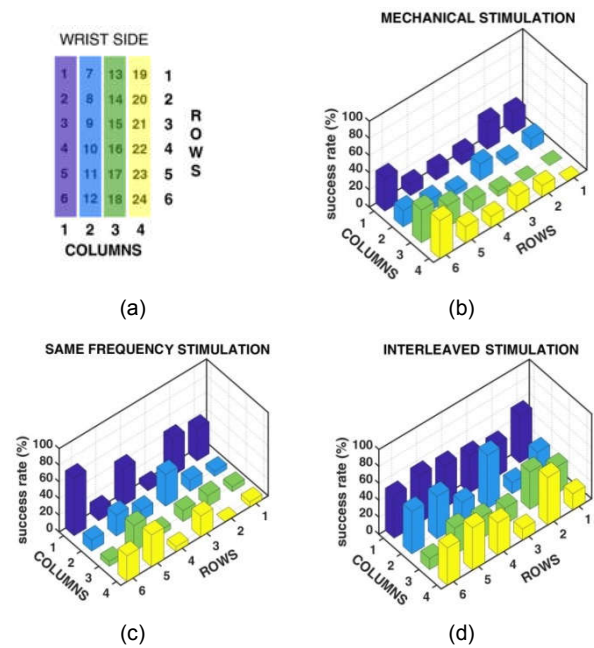 WRIST SIDE
1 7 13 19 1
2 8 14 20 2
3 9 15 21 3
4 10 16 22 4
5 11 17 23 5
6 12 18 24 6
ROWS
1 2 3 4
COLUMNS
(a)
MECHANICAL STIMULATION
success rate (%)
100
80
60
40
20
0
1
2
3
4
COLUMNS
6
5
4
3
2
1
ROWS
(b)
SAME FREQUENCY STIMULATION
success rate (%)
100
80
60
40
20
0
1
2
3
4
COLUMNS
6
5
4
3
2
1
ROWS
(c)
INTERLEAVED STIMULATION
success rate (%)
100
80
60
40
20
0
1
2
3
4
COLUMNS
6
5
4
3
2
1
ROWS
(d)